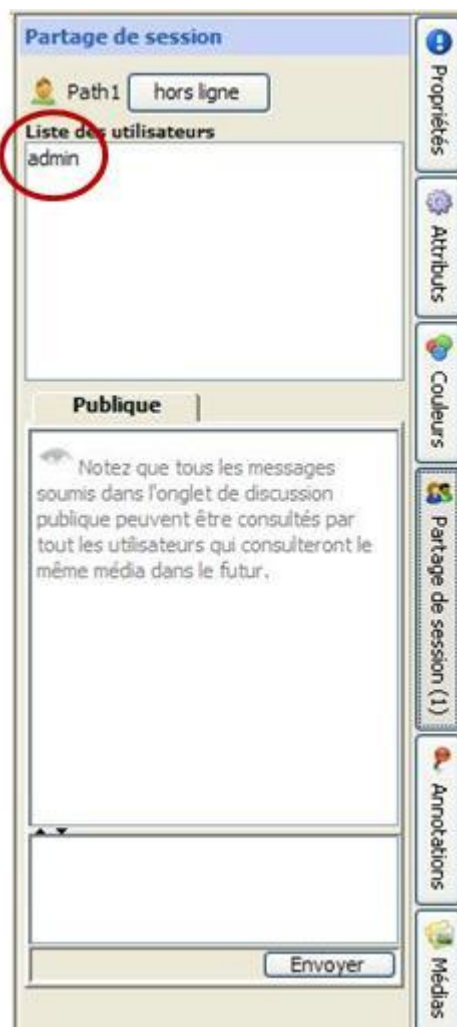 Partage de session
Path1 hors ligne
Liste des utilisateurs
admin
Publique
Notez que tous les messages
soumis dans l'onglet de discussion
publique peuvent être consultés par
tout les utilisateurs qui consulteront le
même média dans le futur.
Envoyer
Propriétés
Attributs
Couleurs
Partage de session (1)
Annotations
Médias